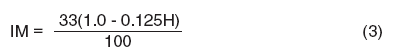 IM = 33(1.0 - 0.125H) / 100 (3)